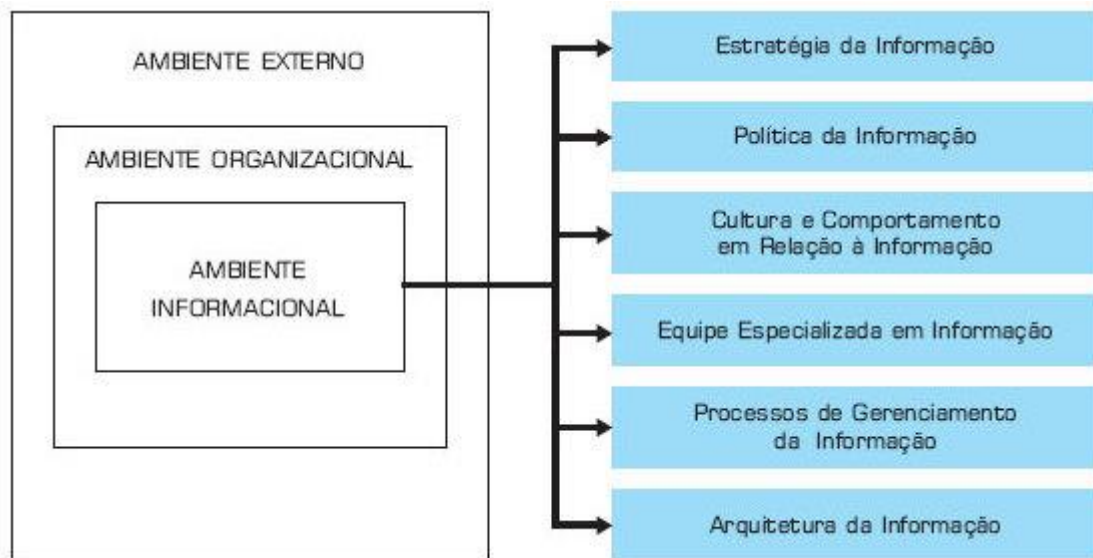 AMBIENTE EXTERNO
AMBIENTE ORGANIZACIONAL
AMBIENTE
INFORMACIONAL
Estratégia da Informação
Política da Informação
Cultura e Comportamento
em Relação à Informação
Equipe Especializada em Informação
Processos de Gerenciamento
da Informação
Arquitetura da Informação